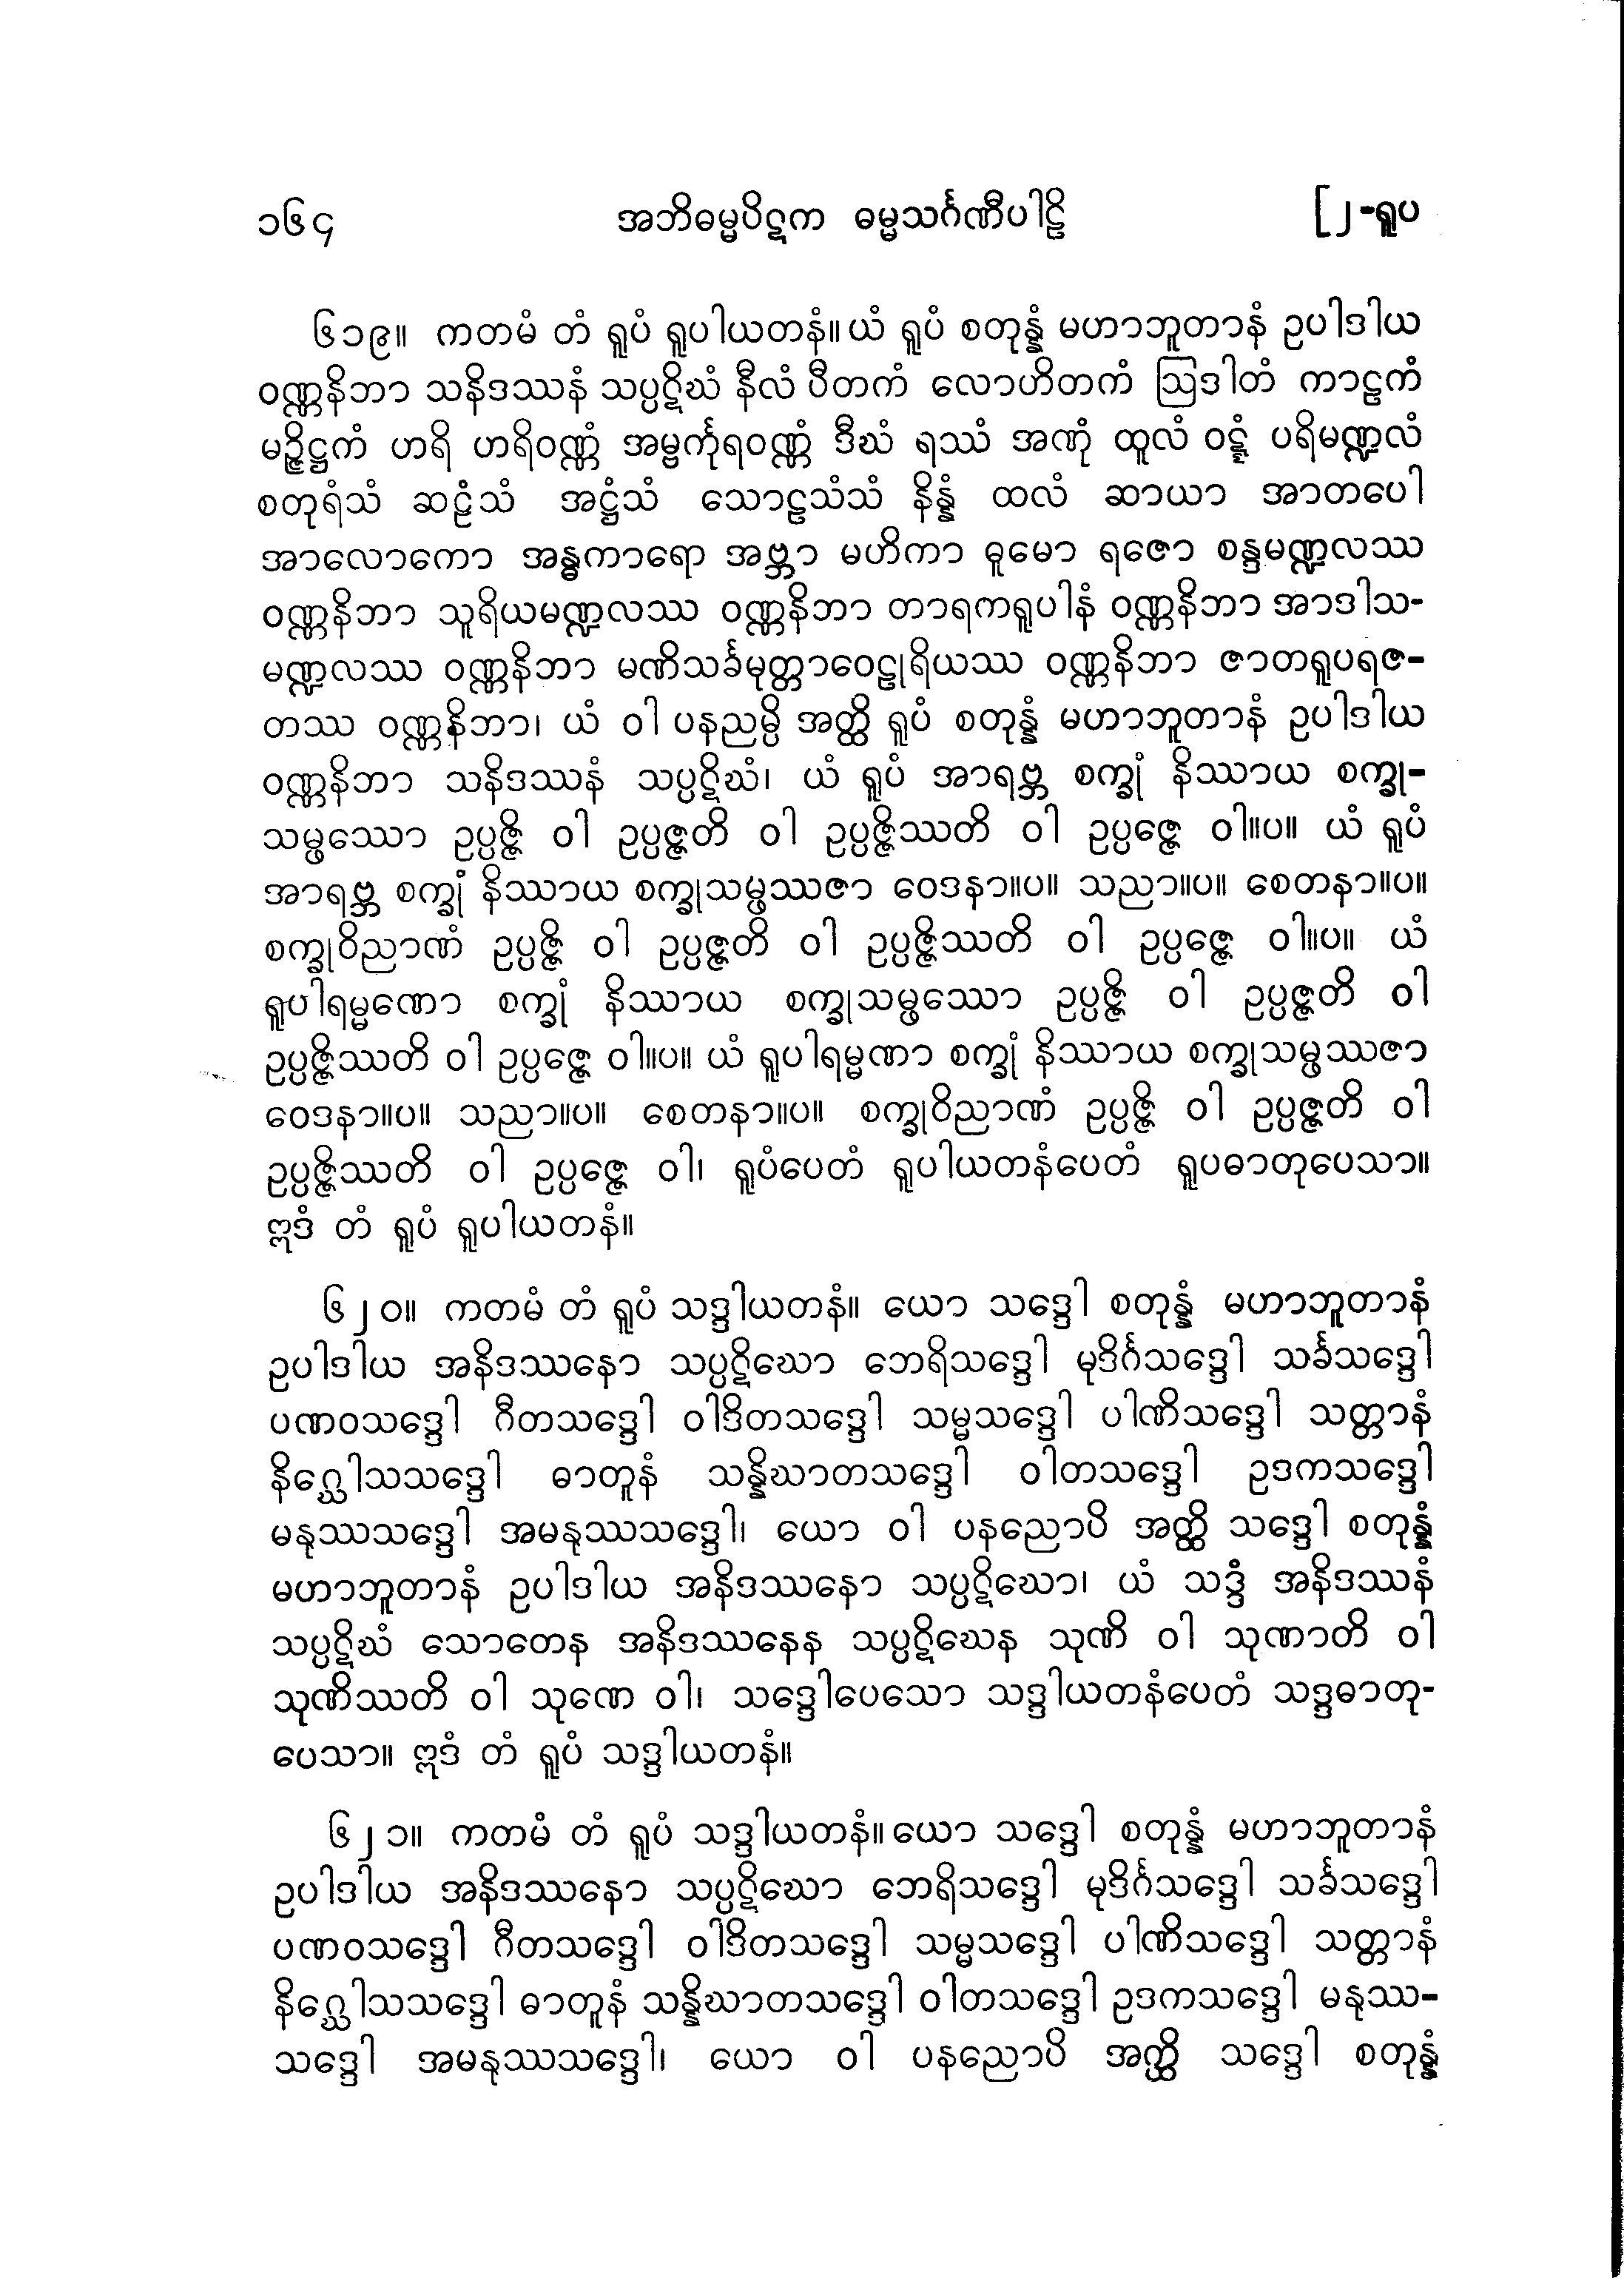 ၁၆၄ အဘိဓမ္မပိဋက ဓမ္မသင်္ဂဏီပါဠိ [၂-ရူပ
၆၁၉။ ကတမံ တံ ရူပံ ရူပါယတနံ။ ယံ ရူပံ စတုန္နံ မဟာဘူတာနံ ဥပါဒါယ
ဝဏ္ဏနိဘာ သနိဒဿနံ သပ္ပဋိဃံ နီလံ ပီတကံ လောဟိတကံ ဩဒါတံ ကာဠကံ
မဉ္ဇိဋ္ဌကံ ဟရိ ဟရိဝဏ္ဏံ အမ္ဗင်္ကုရဝဏ္ဏံ ဒီဃံ ရဿံ အဏုံ ထူလံ ဝဋ္ဋံ ပရိမဏ္ဍလံ
စတုရံသံ ဆဠံသံ အဋ္ဌံသံ သောဠသံသံ နိန္နံ ထလံ ဆာယာ အာတပေါ
အာလောကော အန္ဓကာရော အဗ္ဘာ မဟိကာ ဓူမော ရဇော စန္ဒမဏ္ဍလဿ
ဝဏ္ဏနိဘာ သူရိယမဏ္ဍလဿ ဝဏ္ဏနိဘာ တာရကရူပါနံ ဝဏ္ဏနိဘာ အာဒါသ-
မဏ္ဍလဿ ဝဏ္ဏနိဘာ မဏိသင်္ခမုတ္တာဝေဠုရိယဿ ဝဏ္ဏနိဘာ ဇာတရူပရဇ-
တဿ ဝဏ္ဏနိဘာ၊ ယံ ဝါ ပနညမ္ပိ အတ္ထိ ရူပံ စတုန္နံ မဟာဘူတာနံ ဥပါဒါယ
ဝဏ္ဏနိဘာ သနိဒဿနံ သပ္ပဋိဃံ၊ ယံ ရူပံ အာရဗ္ဘ စက္ခုံ နိဿာယ စက္ခု-
သမ္ဖဿော ဥပ္ပဇ္ဇိ ဝါ ဥပ္ပဇ္ဇတိ ဝါ ဥပ္ပဇ္ဇိဿတိ ဝါ ဥပ္ပဇ္ဇေ ဝါ။ပ။ ယံ ရူပံ
အာရဗ္ဘ စက္ခုံ နိဿာယ စက္ခုသမ္ဖဿဇာ ဝေဒနာ။ပ။ သညာ။ပ။ စေတနာ။ပ။
စက္ခုဝိညာဏံ ဥပ္ပဇ္ဇိ ဝါ ဥပ္ပဇ္ဇတိ ဝါ ဥပ္ပဇ္ဇိဿတိ ဝါ ဥပ္ပဇ္ဇေ ဝါ။ပ။ ယံ
ရူပါရမ္မဏော စက္ခုံ နိဿာယ စက္ခုသမ္ဖဿော ဥပ္ပဇ္ဇိ ဝါ ဥပ္ပဇ္ဇတိ ဝါ
ဥပ္ပဇ္ဇိဿတိ ဝါ ဥပ္ပဇ္ဇေ ဝါ။ပ။ ယံ ရူပါရမ္မဏာ စက္ခုံ နိဿာယ စက္ခုသမ္ဖဿဇာ
ဝေဒနာ။ပ။ သညာ။ပ။ စေတနာ။ပ။ စက္ခုဝိညာဏံ ဥပ္ပဇ္ဇိ ဝါ ဥပ္ပဇ္ဇတိ ဝါ
ဥပ္ပဇ္ဇိဿတိ ဝါ ဥပ္ပဇ္ဇေ ဝါ၊ ရူပံပေတံ ရူပါယတနံပေတံ ရူပဓာတုပေသာ။
ဣဒံ တံ ရူပံ ရူပါယတနံ။
၆၂၀။ ကတမံ တံ ရူပံ သဒ္ဒါယတနံ။ ယော သဒ္ဒေါ စတုန္နံ မဟာဘူတာနံ
ဥပါဒါယ အနိဒဿနော သပ္ပဋိဃော ဘေရိသဒ္ဒေါ မုဒိင်္ဂသဒ္ဒေါ သင်္ခသဒ္ဒေါ
ပဏဝသဒ္ဒေါ ဂီတသဒ္ဒေါ ဝါဒိတသဒ္ဒေါ သမ္မသဒ္ဒေါ ပါဏိသဒ္ဒေါ သတ္တာနံ
နိဂ္ဃေါသသဒ္ဒေါ ဓာတူနံ သန္နိဃာတသဒ္ဒေါ ဝါတသဒ္ဒေါ ဥဒကသဒ္ဒေါ
မနုဿသဒ္ဒေါ အမနုဿသဒ္ဒေါ၊ ယော ဝါ ပနညောပိ အတ္ထိ သဒ္ဒေါ စတုန္နံ
မဟာဘူတာနံ ဥပါဒါယ အနိဒဿနော သပ္ပဋိဃော၊ ယံ သဒ္ဒံ အနိဒဿနံ
သပ္ပဋိဃံ သောတေန အနိဒဿနေန သပ္ပဋိဃေန သုဏိ ဝါ သုဏာတိ ဝါ
သုဏိဿတိ ဝါ သုဏေ ဝါ၊ သဒ္ဒေါပေသော သဒ္ဒါယတနံပေတံ သဒ္ဒဓာတု-
ပေသာ။ ဣဒံ တံ ရူပံ သဒ္ဒါယတနံ။
၆၂၁။ ကတမံ တံ ရူပံ သဒ္ဒါယတနံ။ ယော သဒ္ဒေါ စတုန္နံ မဟာဘူတာနံ
ဥပါဒါယ အနိဒဿနော သပ္ပဋိဃော ဘေရိသဒ္ဒေါ မုဒိင်္ဂသဒ္ဒေါ သင်္ခသဒ္ဒေါ
ပဏဝသဒ္ဒေါ ဂီတသဒ္ဒေါ ဝါဒိတသဒ္ဒေါ သမ္မသဒ္ဒေါ ပါဏိသဒ္ဒေါ သတ္တာနံ
နိဂ္ဃေါသသဒ္ဒေါ ဓာတူနံ သန္နိဃာတသဒ္ဒေါ ဝါတသဒ္ဒေါ ဥဒကသဒ္ဒေါ မနုဿ-
သဒ္ဒေါ အမနုဿသဒ္ဒေါ၊ ယော ဝါ ပနညောပိ အတ္ထိ သဒ္ဒေါ စတုန္နံ